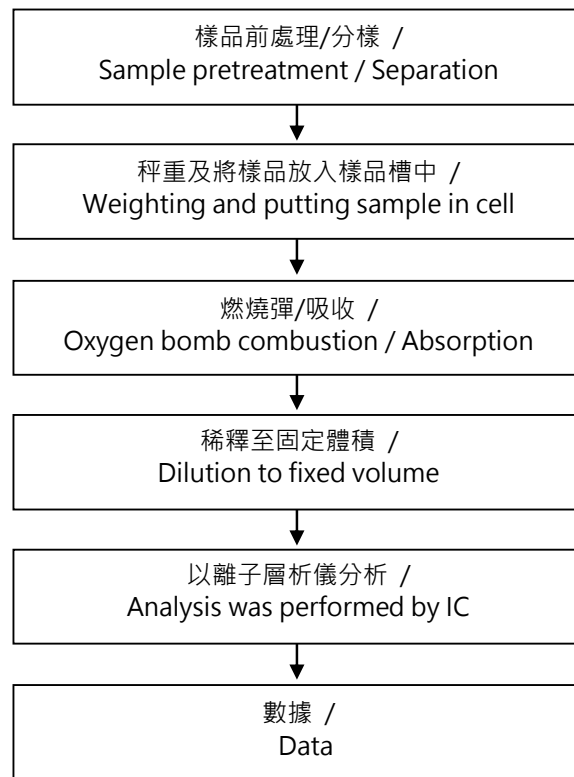 樣品前處理/分樣 /
Sample pretreatment / Separation
秤重及將樣品放入樣品槽中 /
Weighting and putting sample in cell
燃燒彈/吸收 /
Oxygen bomb combustion / Absorption
稀釋至固定體積 /
Dilution to fixed volume
以離子層析儀分析 /
Analysis was performed by IC
數據 /
Data